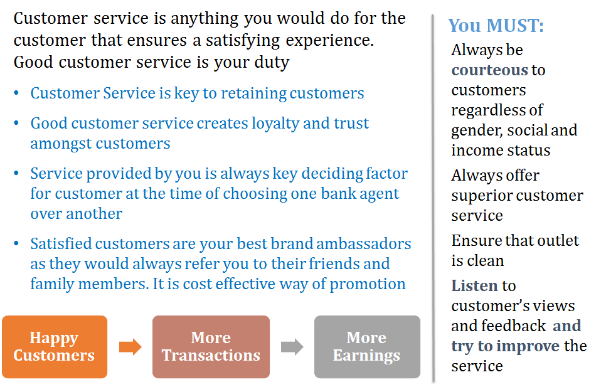 Customer service is anything you would do for the
customer that ensures a satisfying experience.
Good customer service is your duty
• Customer Service is key to retaining customers
• Good customer service creates loyalty and trust
amongst customers
• Service provided by you is always key deciding factor
for customer at the time of choosing one bank agent
over another
• Satisfied customers are your best brand ambassadors
as they would always refer you to their friends and
family members. It is cost effective way of promotion
Happy
Customers
More
Transactions
More
Earnings
You MUST:
Always be
courteous to
customers
regardless of
gender, social and
income status
Always offer
superior customer
service
Ensure that outlet
is clean
Listen to
customer's views
and feedback and
try to improve the
service